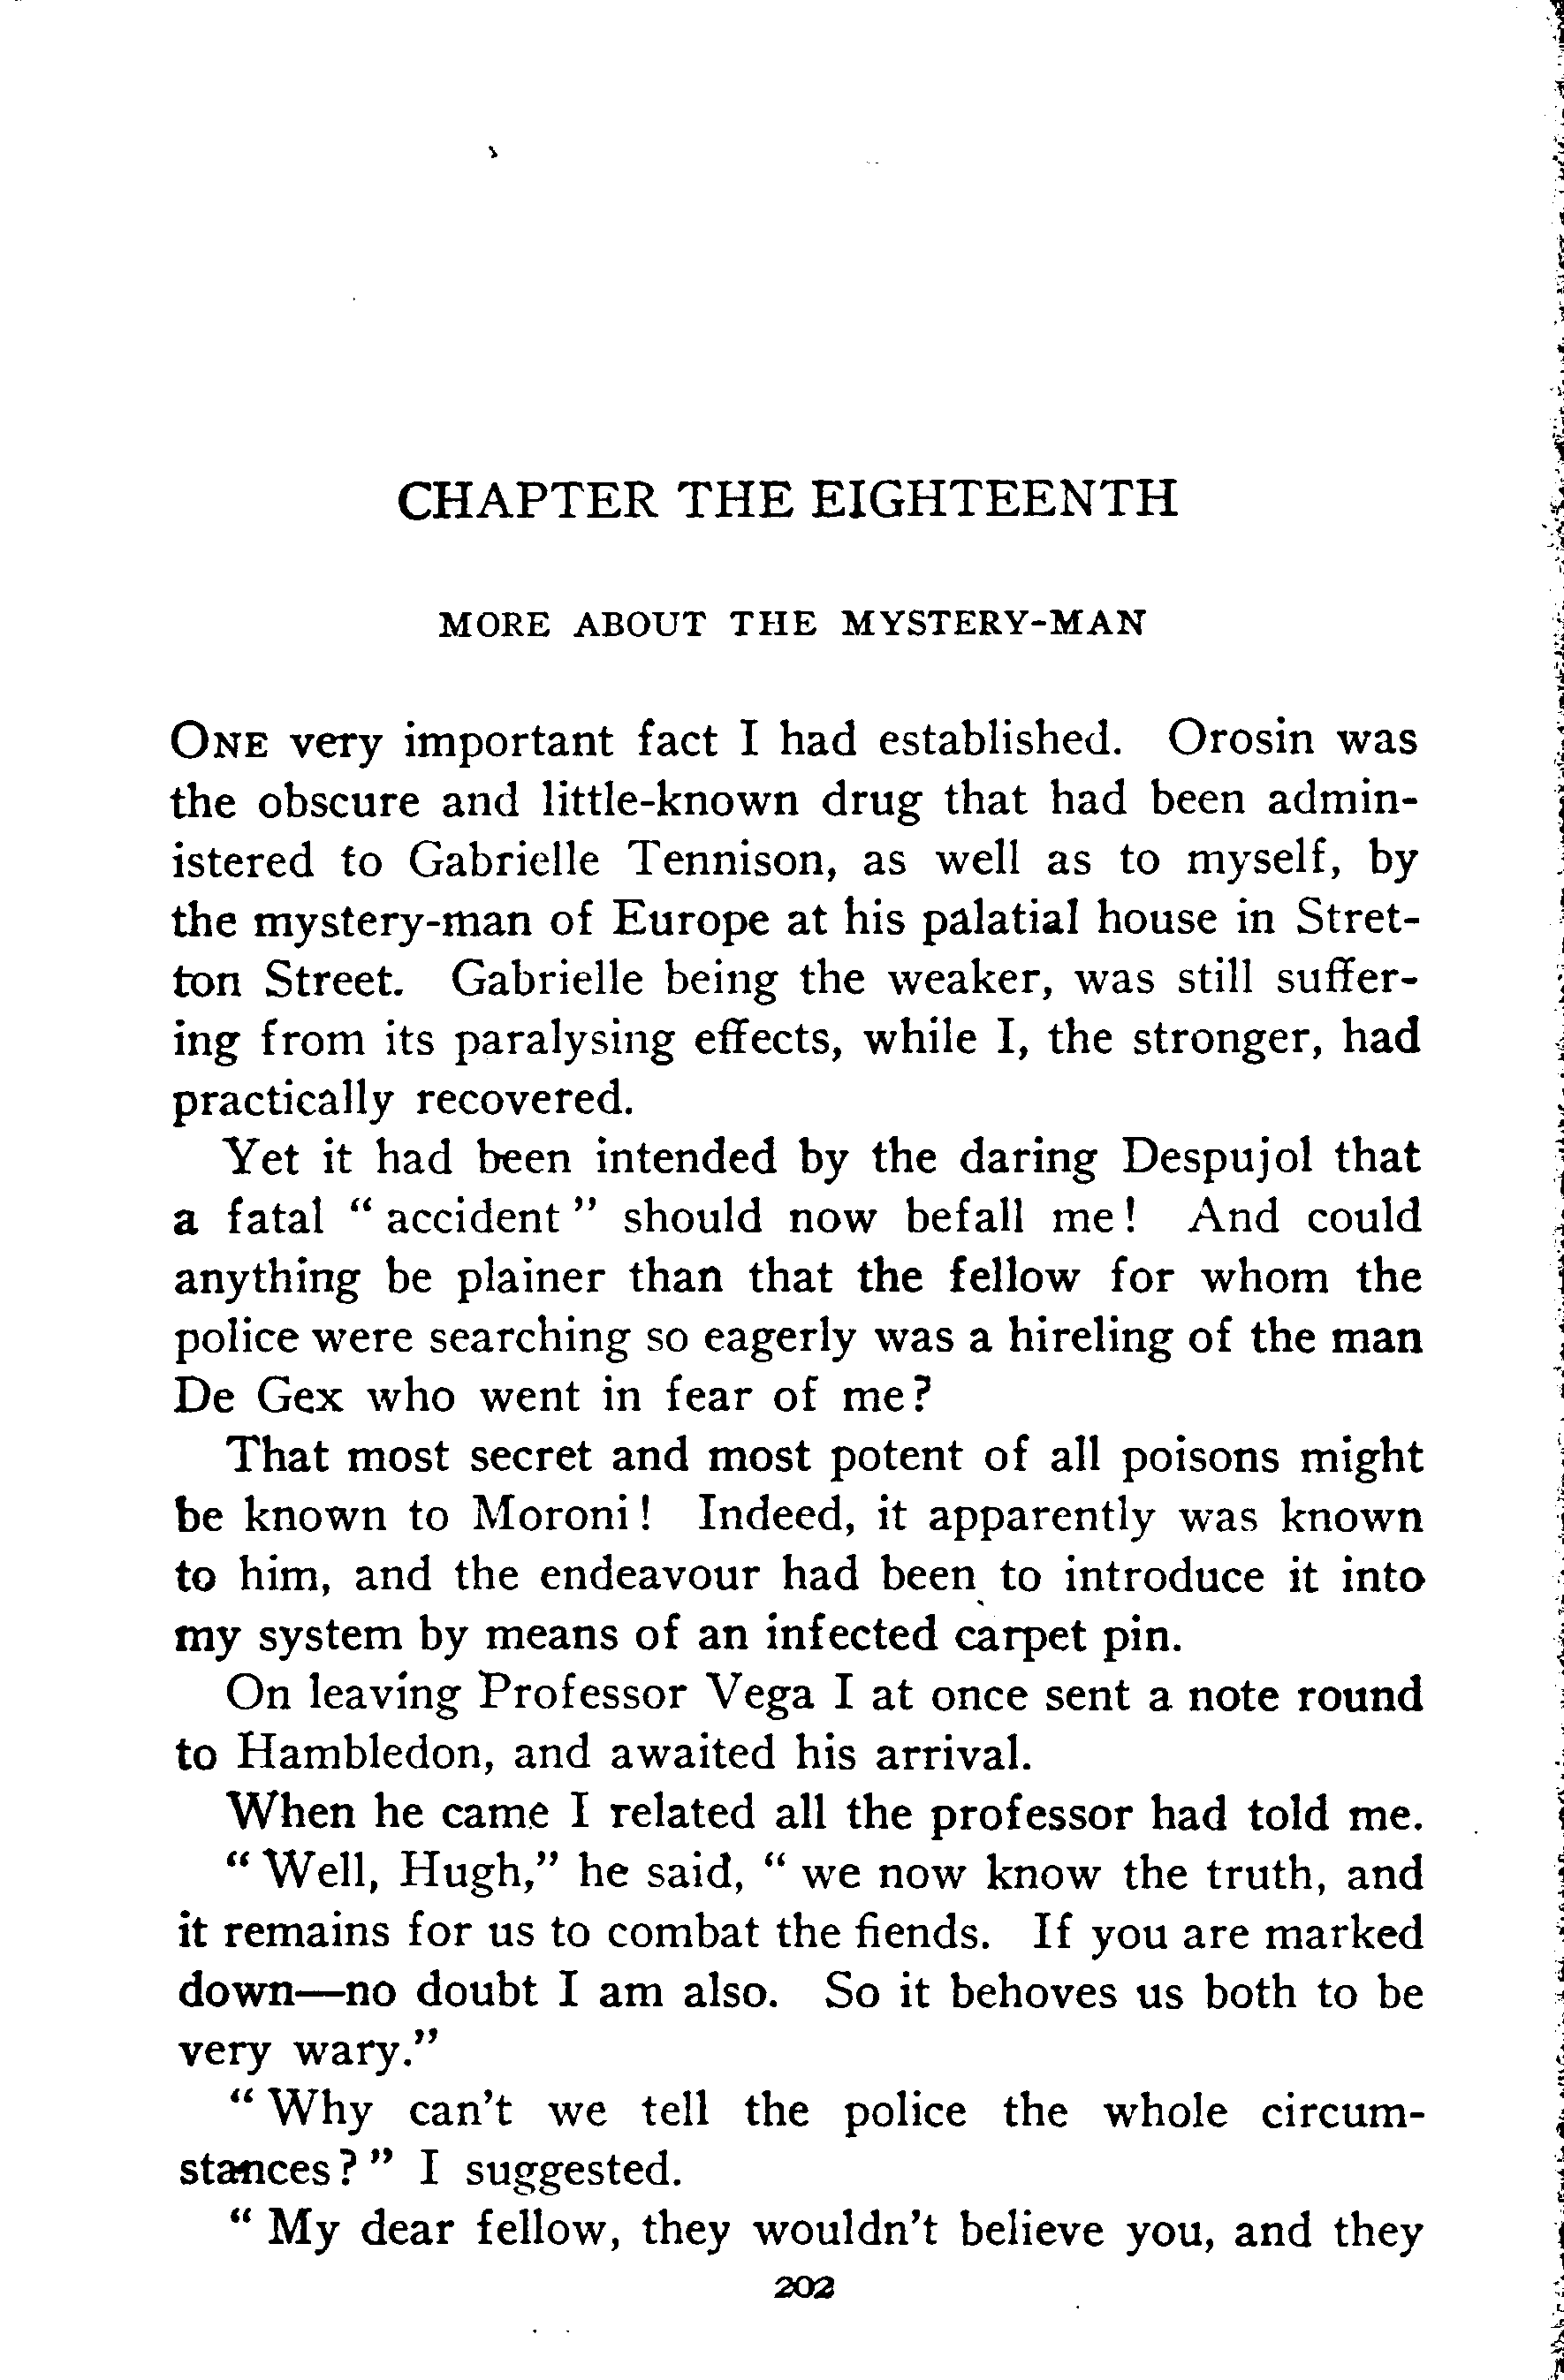 CHAPTER THE EIGHTEENTH
MORE ABOUT THE MYSTERY-MAN
ONE very important fact I had established. Orosin was
the obscure and little-known drug that had been admin-
istered to Gabrielle Tennison, as well as to myself, by
the mystery-man of Europe at his palatial house in Stret-
ton Street. Gabrielle being the weaker, was still suffer-
ing from its paralysing effects, while I, the stronger, had
practically recovered.
Yet it had been intended by the daring Despujol that
a fatal “ accident ” should now befall me! And could
anything be plainer than that the fellow for whom the
police were searching so eagerly was a hireling of the man
De Gex who went in fear of me?
That most secret and most potent of all poisons might
be known to Moroni! Indeed, it apparently was known
to him, and the endeavour had been to introduce it into
my system by means of an infected carpet pin.
On leaving Professor Vega I at once sent a note round
to Hambledon, and awaited his arrival.
When he came I related all the professor had told me.
“ Well, Hugh,” he said, “ we now know the truth, and
it remains for us to combat the fiends. If you are marked
down—no doubt I am also. So it behoves us both to be
very wary.”
“ Why can't we tell the police the whole circum-
stances? ” I suggested.
“ My dear fellow, they wouldn't believe you, and they
202